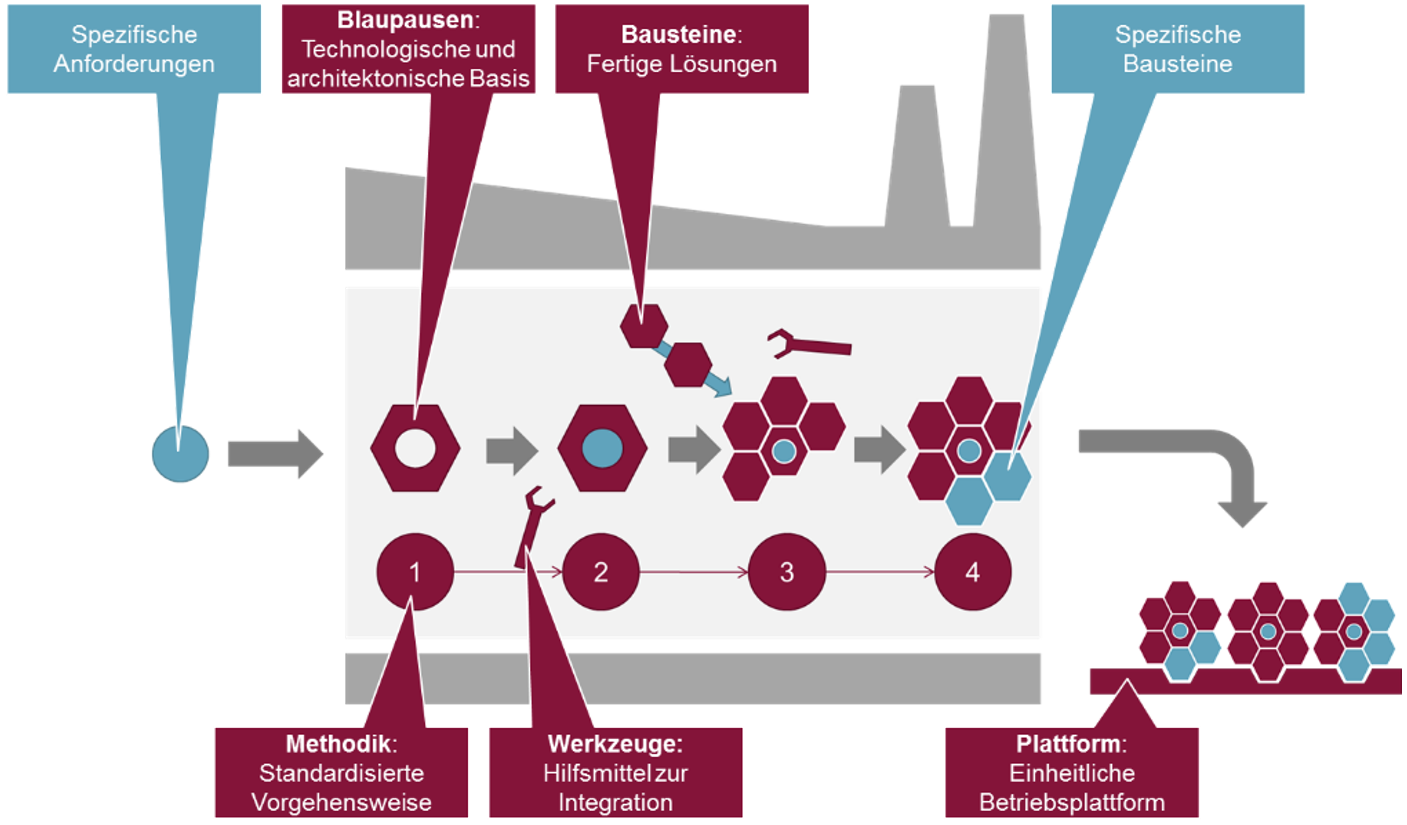 Spezifische
Anforderungen
Blaupausen:
Technologische und
architektonische Basis
Bausteine:
Fertige Lösungen
Spezifische
Bausteine
1
2
3
4
Methodik:
Standardisierte
Vorgehensweise
Werkzeuge:
Hilfsmittel zur
Integration
Plattform:
Einheitliche
Betriebsplattform